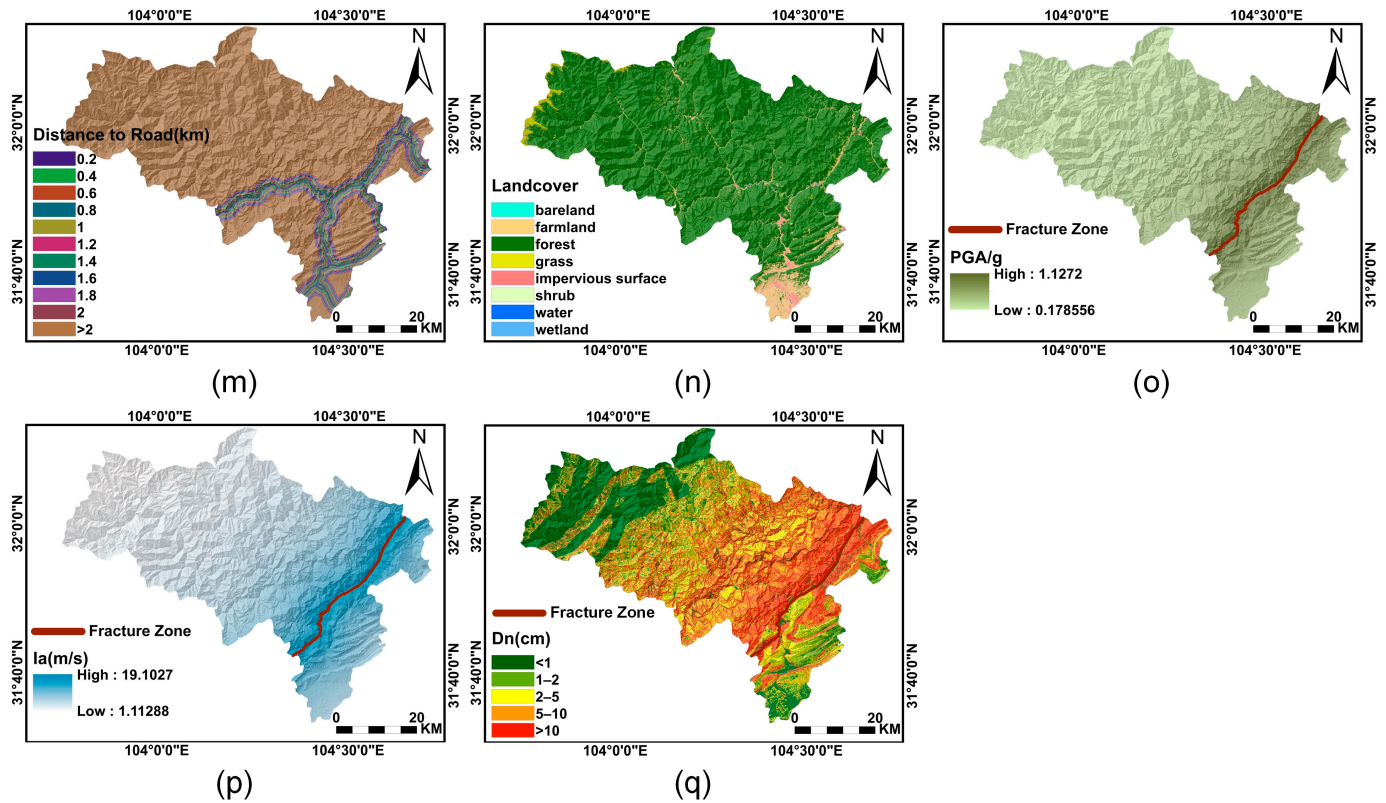 104°0'0"E 104°30'0"E
N
32°0'0"N
31°40'0"N
Distance to Road(km)
0.2
0.4
0.6
0.8
1
1.2
1.4
1.6
1.8
2
>2
0 20
KM
104°0'0"E 104°30'0"E
(m)
104°0'0"E 104°30'0"E
N
32°0'0"N
31°40'0"N
Landcover
bareland
farmland
forest
grass
impervious surface
shrub
water
wetland
0 20
KM
104°0'0"E 104°30'0"E
(n)
104°0'0"E 104°30'0"E
N
32°0'0"N
31°40'0"N
Fracture Zone
PGA/g
High : 1.1272
Low : 0.178556
0 20
KM
104°0'0"E 104°30'0"E
(o)
104°0'0"E 104°30'0"E
32°0'0"N
31°40'0"N
N
32°0'0"N
31°40'0"N
Fracture Zone
Ia(m/s)
High : 19.1027
Low : 1.11288
0 20
KM
104°0'0"E 104°30'0"E
(p)
104°0'0"E 104°30'0"E
N
32°0'0"N
31°40'0"N
Fracture Zone
Dn(cm)
<1
1–2
2–5
5–10
>10
0 20
KM
104°0'0"E 104°30'0"E
(q)